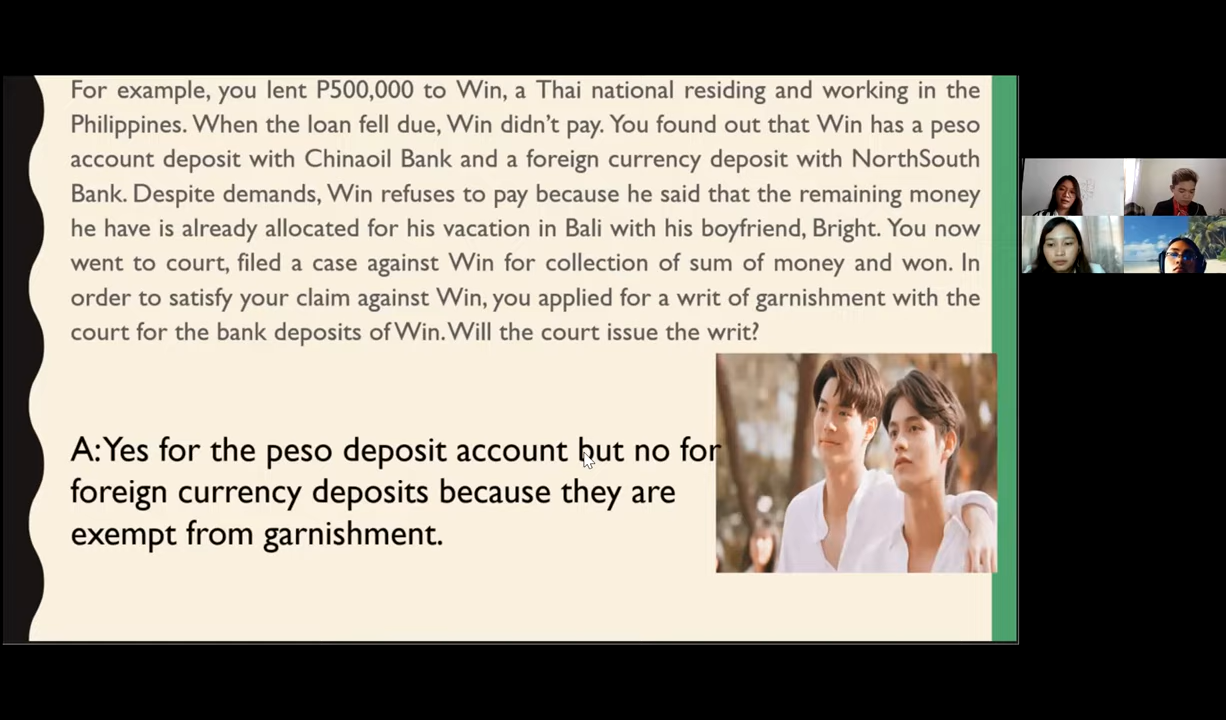 For example, you lent P500,000 to Win, a Thai national residing and working in the
Philippines. When the loan fell due, Win didn't pay. You found out that Win has a peso
account deposit with Chinaoil Bank and a foreign currency deposit with NorthSouth
Bank. Despite demands, Win refuses to pay because he said that the remaining money
he have is already allocated for his vacation in Bali with his boyfriend, Bright. You now
went to court, filed a case against Win for collection of sum of money and won. In
order to satisfy your claim against Win, you applied for a writ of garnishment with the
court for the bank deposits of Win. Will the court issue the writ?
A: Yes for the peso deposit account but no for
foreign currency deposits because they are
exempt from garnishment.